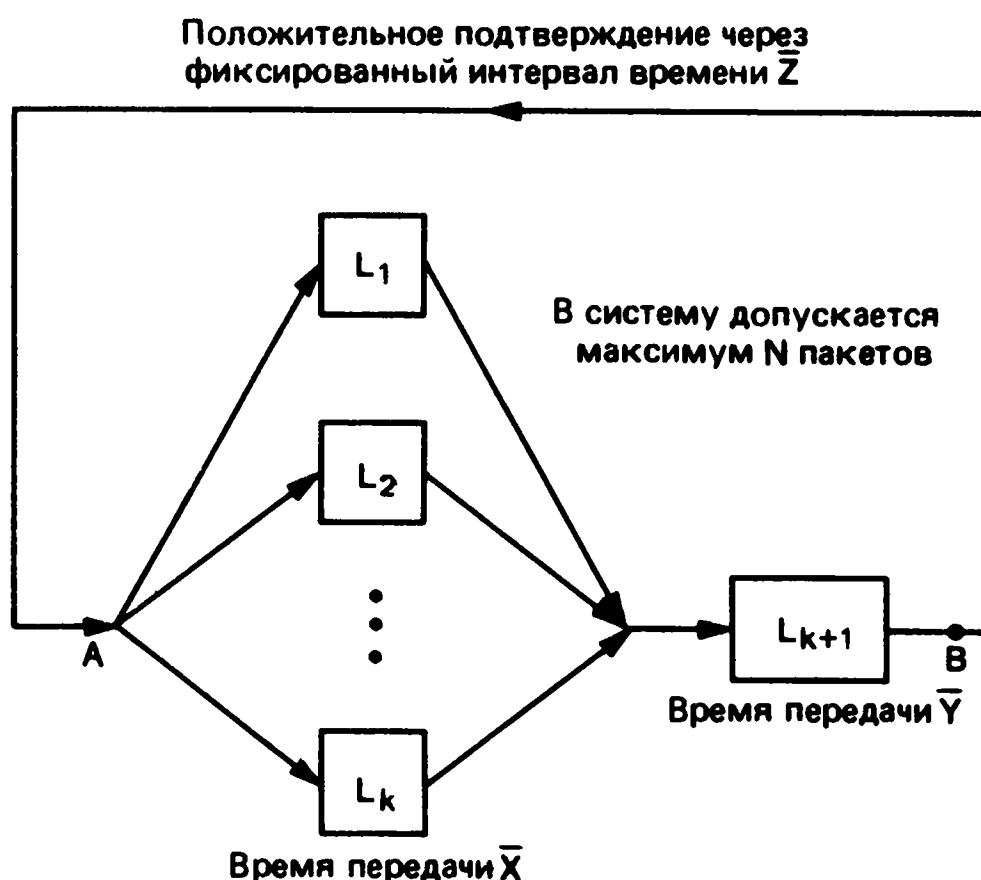 Положительное подтверждение через
фиксированный интервал времени Z̅
L₁
В систему допускается
максимум N пакетов
L₂
A
Lₖ₊₁
B
Время передачи Y̅
Lₖ
Время передачи X̅